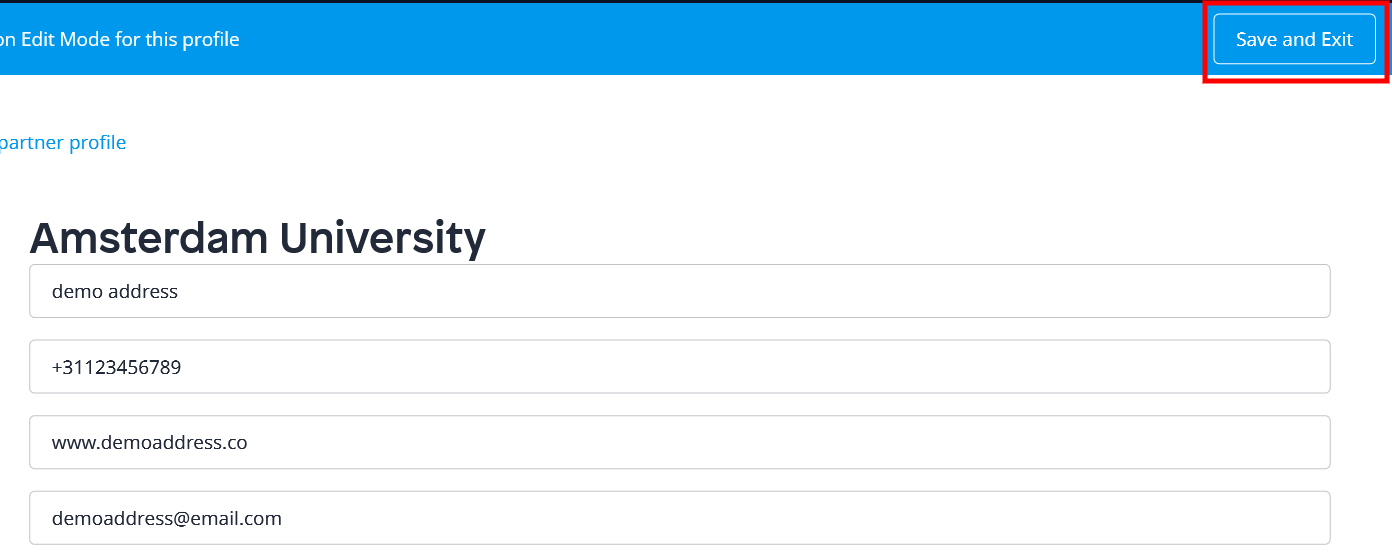 on Edit Mode for this profile
Save and Exit
partner profile
Amsterdam University
demo address
+31123456789
www.demoaddress.co
demoaddress@email.com